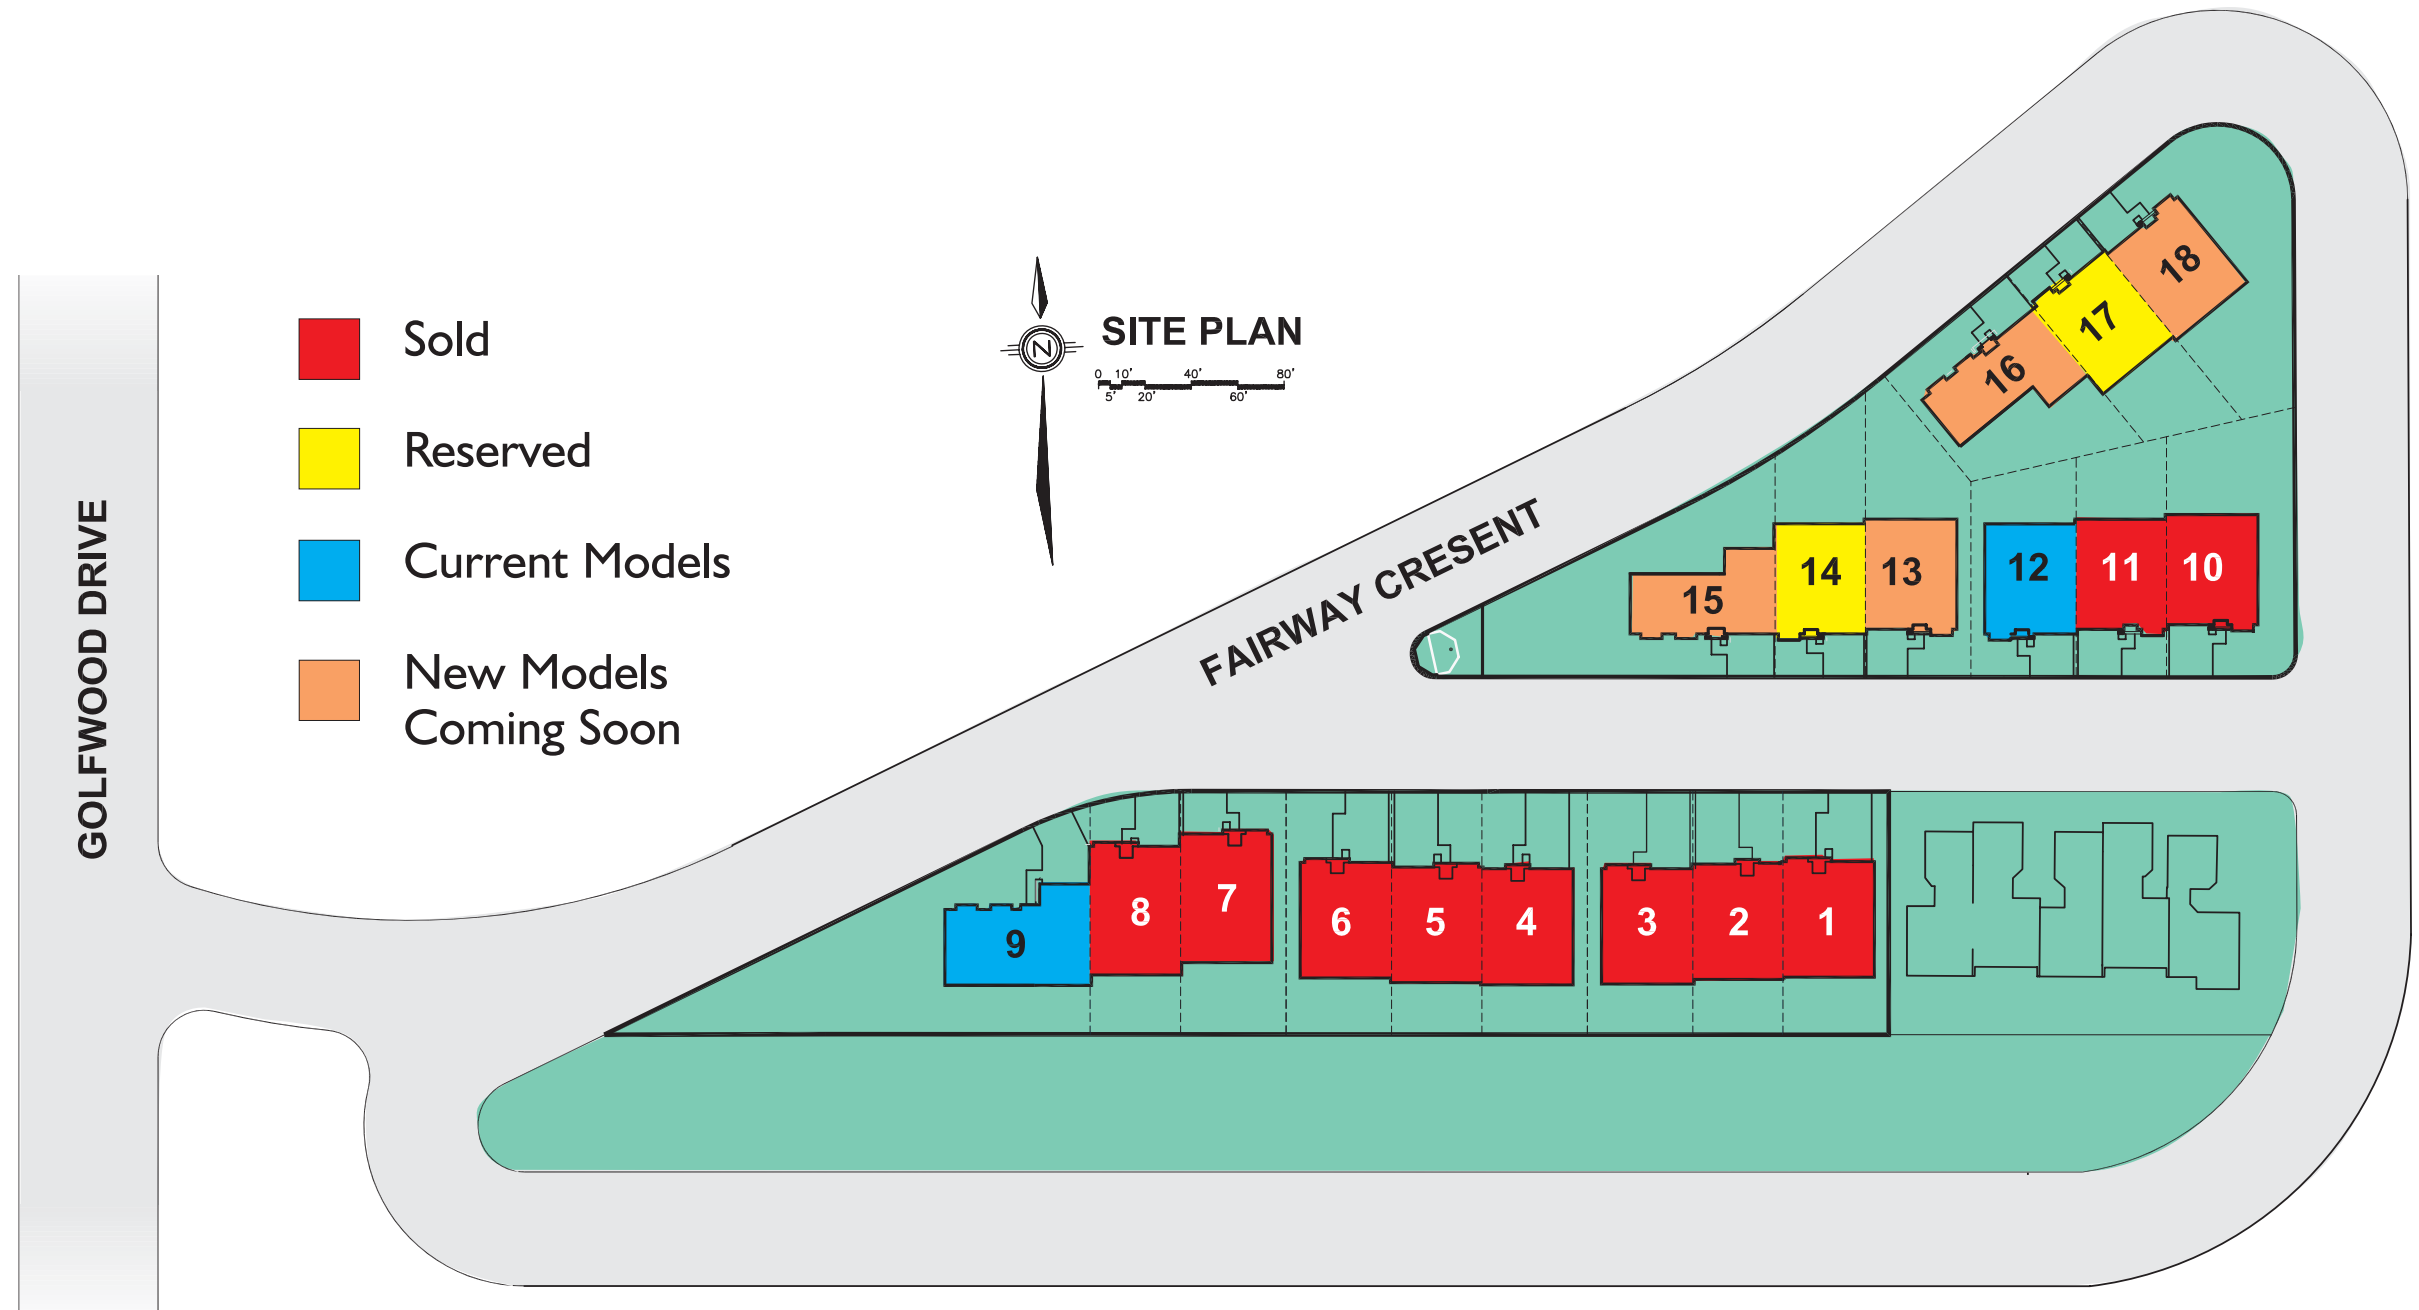 GOLFWOOD DRIVE
Sold
Reserved
Current Models
New Models
Coming Soon
N
SITE PLAN
0 10' 40' 80'
5' 20' 60'
FAIRWAY CRESENT
18
17
16
15
14
13
12
11
10
9
8
7
6
5
4
3
2
1